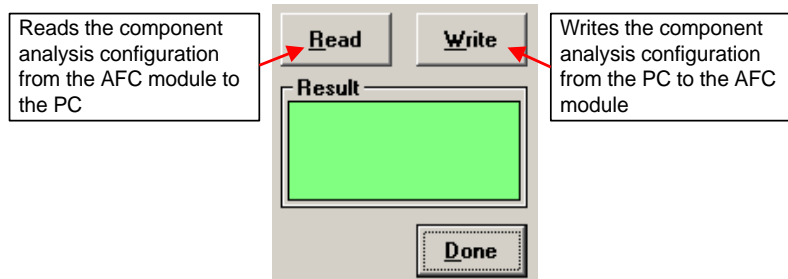 Reads the component
analysis configuration
from the AFC module to
the PC
Read
Write
Writes the component
analysis configuration
from the PC to the AFC
module
Result
Done